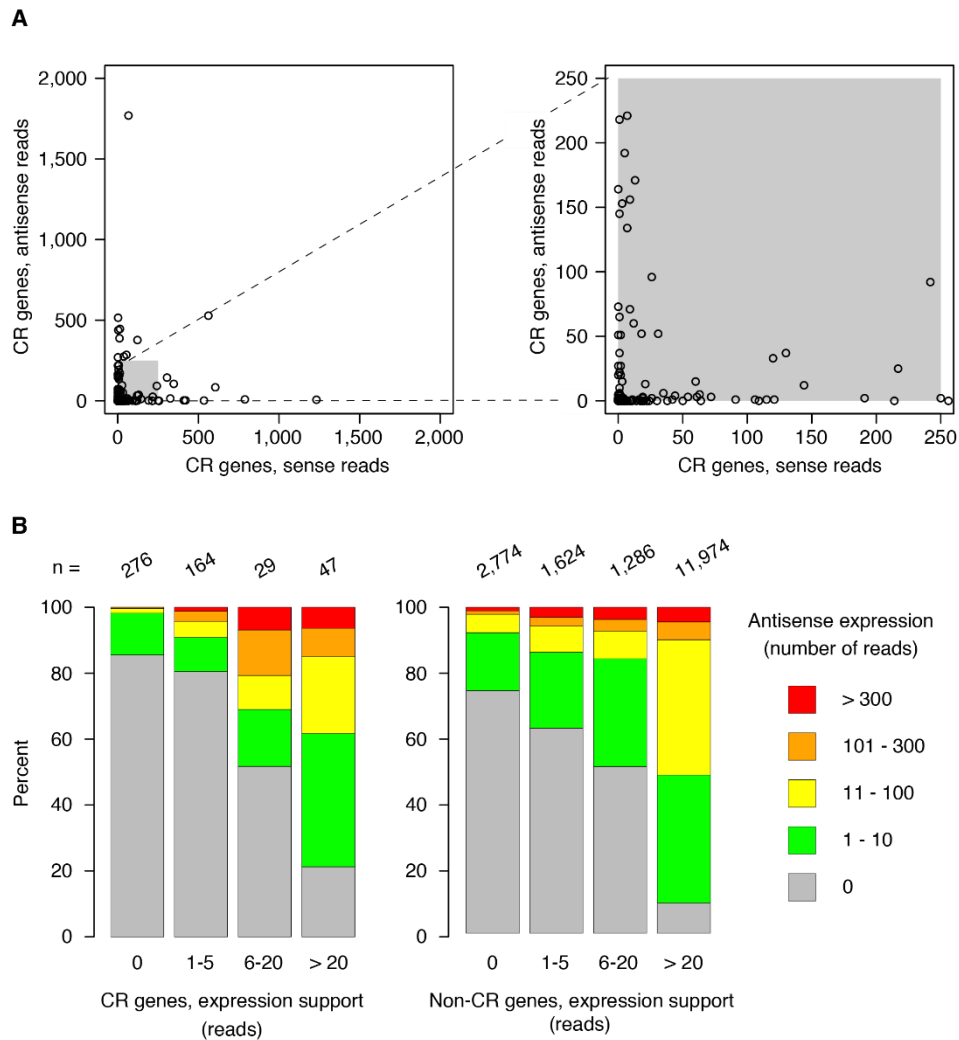 A
2,000
1,500
1,000
500
0
CR genes, antisense reads
0 500 1,000 1,500 2,000
CR genes, sense reads
250
200
150
100
50
0
CR genes, antisense reads
0 50 100 150 200 250
CR genes, sense reads
B
n = 276 164 29 47
100
80
60
40
20
0
Percent
0 1-5 6-20 > 20
CR genes, expression support
(reads)
2,774 1,624 1,286 11,974
100
80
60
40
20
0
0 1-5 6-20 > 20
Non-CR genes, expression support
(reads)
Antisense expression
(number of reads)
> 300
101 - 300
11 - 100
1 - 10
0